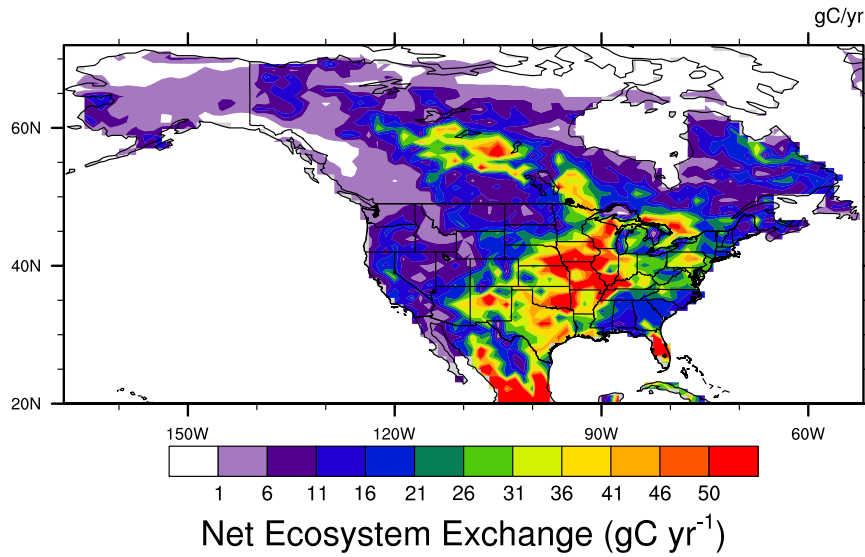 gC/yr
60N
40N
20N
150W 120W 90W 60W
1 6 11 16 21 26 31 36 41 46 50
Net Ecosystem Exchange (gC yr⁻¹)